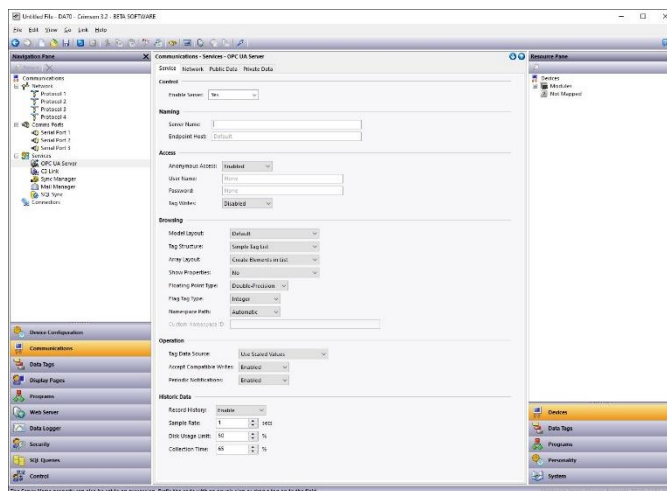 Untitled File - DA70 - Crimson 3.2 - BETA SOFTWARE
File Edit View Go Link Help
Navigation Pane
Communications
Network
Protocol 1
Protocol 2
Protocol 3
Protocol 4
Comms Ports
Serial Port 1
Serial Port 2
Serial Port 3
Services
OPC UA Server
G3 Link
Sync Manager
Mail Manager
SQL Sync
Connectors
Device Configuration
Communications
Data Tags
Display Pages
Programs
Web Server
Data Logger
Security
SQL Queries
Control
Communications - Services - OPC UA Server
Service Network Public Data Private Data
Control
Enable Server: Yes
Naming
Server Name:
Endpoint Host: Default
Access
Anonymous Access: Enabled
User Name: None
Password: None
Tag Writes: Disabled
Browsing
Model Layout: Default
Tag Structure: Simple Tag List
Array Layout: Create Elements in List
Show Properties: No
Floating Point Type: Double-Precision
Flag Tag Type: Integer
Namespace Path: Automatic
Custom Namespace ID:
Operation
Tag Data Source: Use Scaled Values
Accept Compatible Writes: Enabled
Periodic Notifications: Enabled
Historic Data
Record History: Enable
Sample Rate: 1 secs
Disk Usage Limit: 50 %
Collection Time: 65 %
Resource Pane
Devices
Modules
Not Mapped
Devices
Data Tags
Programs
Personality
System